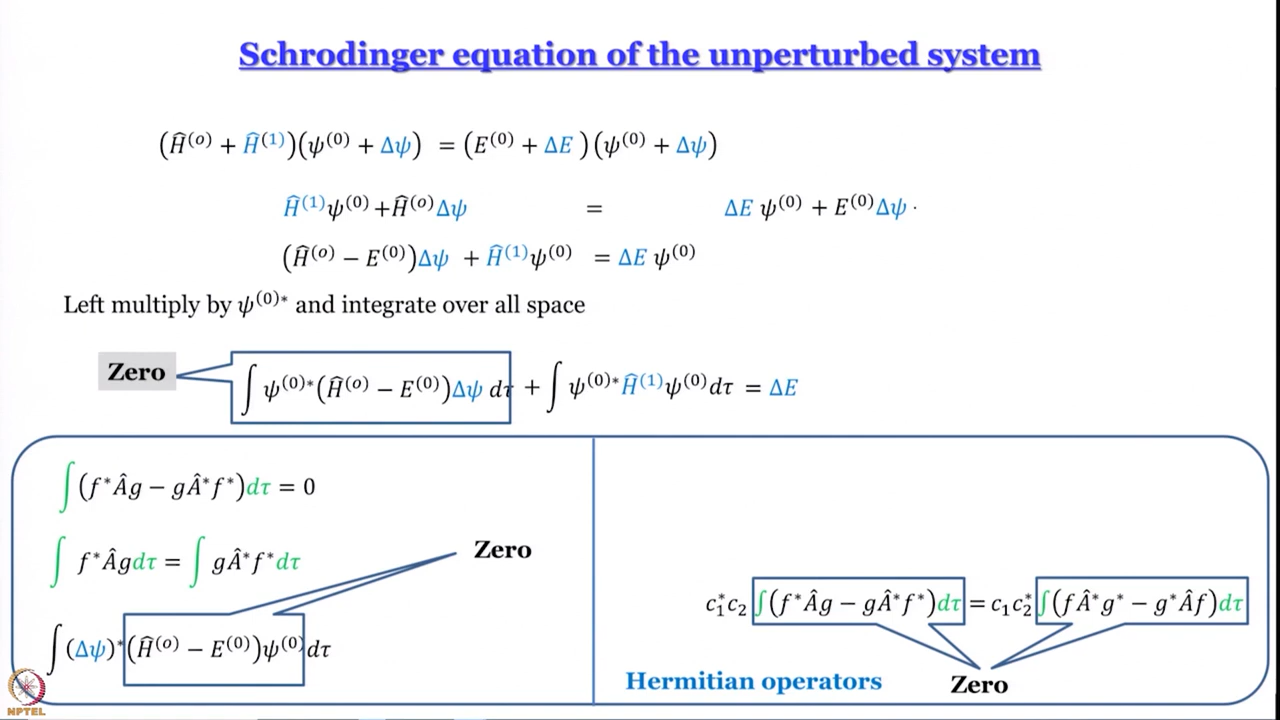 Schrodinger equation of the unperturbed system
(Ĥ⁽ᵒ⁾ + Ĥ⁽¹⁾)(ψ⁽⁰⁾ + Δψ) = (E⁽⁰⁾ + ΔE )(ψ⁽⁰⁾ + Δψ)
Ĥ⁽¹⁾ψ⁽⁰⁾ +Ĥ⁽ᵒ⁾Δψ = ΔE ψ⁽⁰⁾ + E⁽⁰⁾Δψ ·
(Ĥ⁽ᵒ⁾ − E⁽⁰⁾)Δψ + Ĥ⁽¹⁾ψ⁽⁰⁾ = ΔE ψ⁽⁰⁾
Left multiply by ψ⁽⁰⁾* and integrate over all space
Zero
∫ ψ⁽⁰⁾*(Ĥ⁽ᵒ⁾ − E⁽⁰⁾)Δψ dτ + ∫ ψ⁽⁰⁾*Ĥ⁽¹⁾ψ⁽⁰⁾dτ = ΔE
∫(f*Âg − gÂ*f*)dτ = 0
∫ f*Âgdτ = ∫ gÂ*f*dτ
Zero
∫(Δψ)*(Ĥ⁽ᵒ⁾ − E⁽⁰⁾)ψ⁽⁰⁾dτ
c₁*c₂ ∫(f*Âg − gÂ*f*)dτ = c₁c₂* ∫(fÂ*g* − g*Âf)dτ
Hermitian operators
Zero
NPTEL